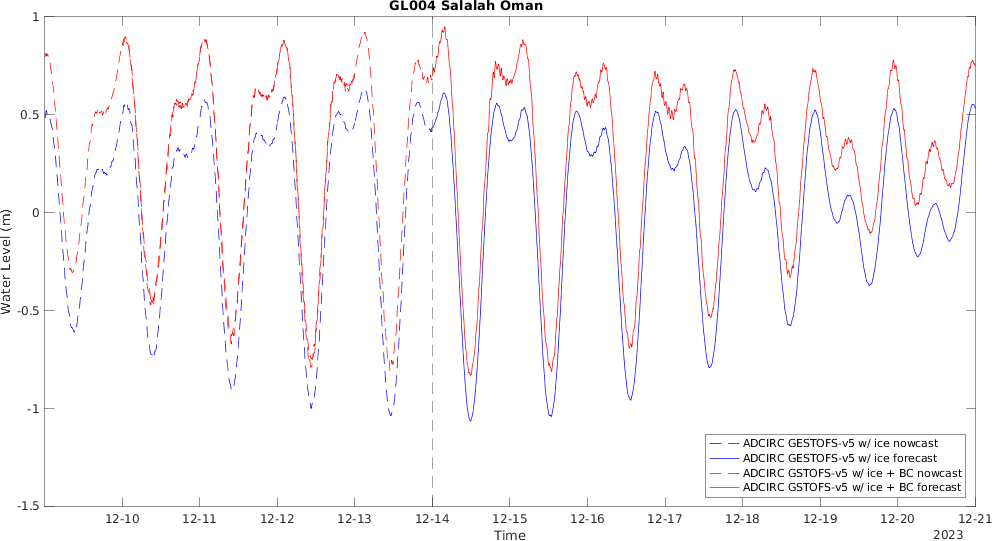 GL004 Salalah Oman
Water Level (m)
1
0.5
0
-0.5
-1
-1.5
ADCIRC GESTOFS-v5 w/ ice nowcast
ADCIRC GESTOFS-v5 w/ ice forecast
ADCIRC GSTOFS-v5 w/ ice + BC nowcast
ADCIRC GSTOFS-v5 w/ ice + BC forecast
12-10 12-11 12-12 12-13 12-14 12-15 12-16 12-17 12-18 12-19 12-20 12-21
Time
2023